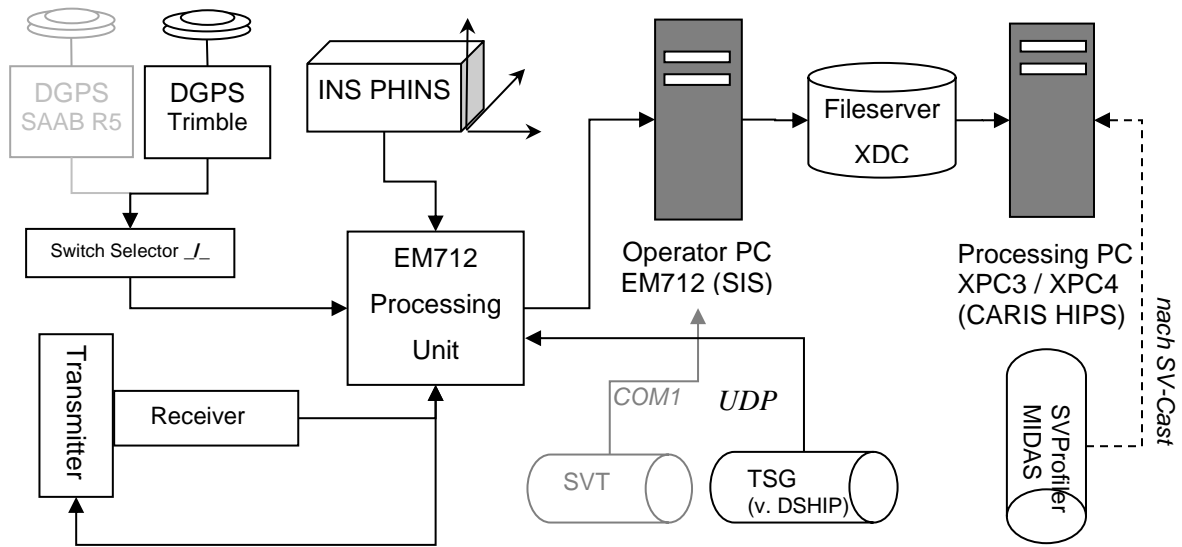 DGPS
SAAB R5
DGPS
Trimble
INS PHINS
Fileserver
XDC
Switch Selector _/_
EM712
Processing
Unit
Operator PC
EM712 (SIS)
Processing PC
XPC3 / XPC4
(CARIS HIPS)
nach SV-Cast
Transmitter
Receiver
COM1
UDP
SVT
TSG
(v. DSHIP)
SVProfiler
MIDAS